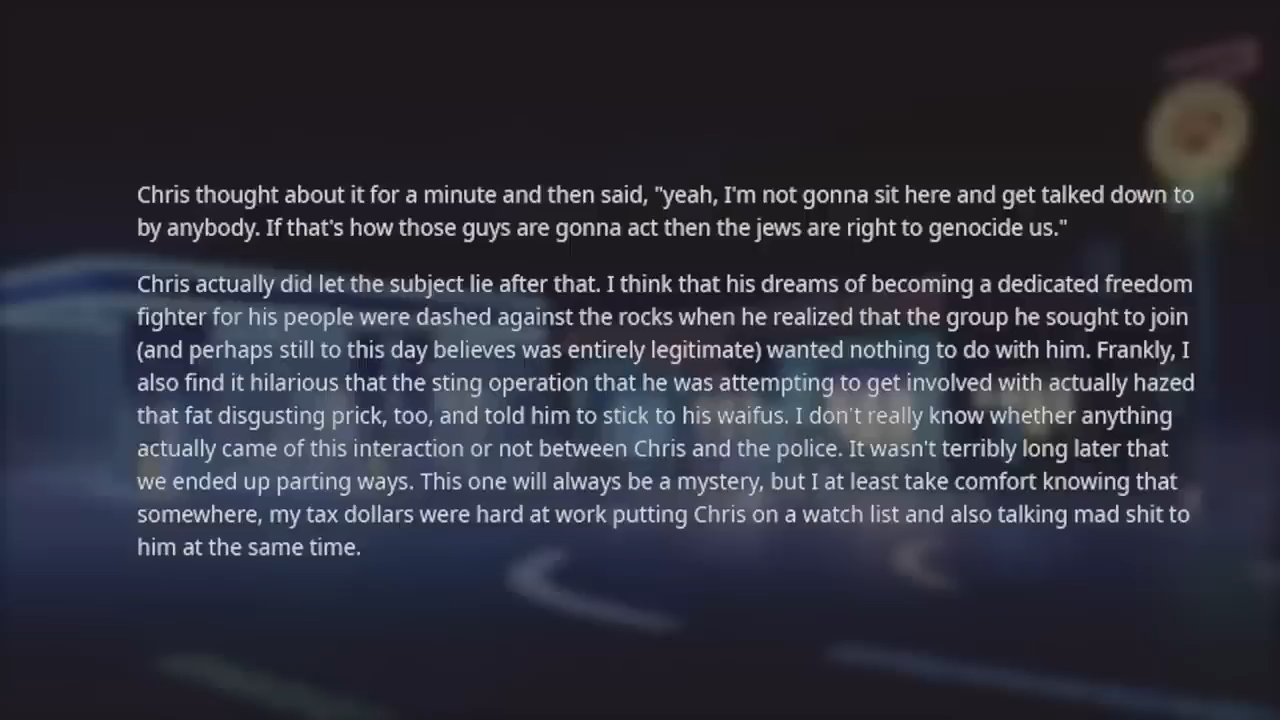 Chris thought about it for a minute and then said, "yeah, I'm not gonna sit here and get talked down to
by anybody. If that's how those guys are gonna act then the jews are right to genocide us."
Chris actually did let the subject lie after that. I think that his dreams of becoming a dedicated freedom
fighter for his people were dashed against the rocks when he realized that the group he sought to join
(and perhaps still to this day believes was entirely legitimate) wanted nothing to do with him. Frankly, I
also find it hilarious that the sting operation that he was attempting to get involved with actually hazed
that fat disgusting prick, too, and told him to stick to his waifus. I don't really know whether anything
actually came of this interaction or not between Chris and the police. It wasn't terribly long later that
we ended up parting ways. This one will always be a mystery, but I at least take comfort knowing that
somewhere, my tax dollars were hard at work putting Chris on a watch list and also talking mad shit to
him at the same time.